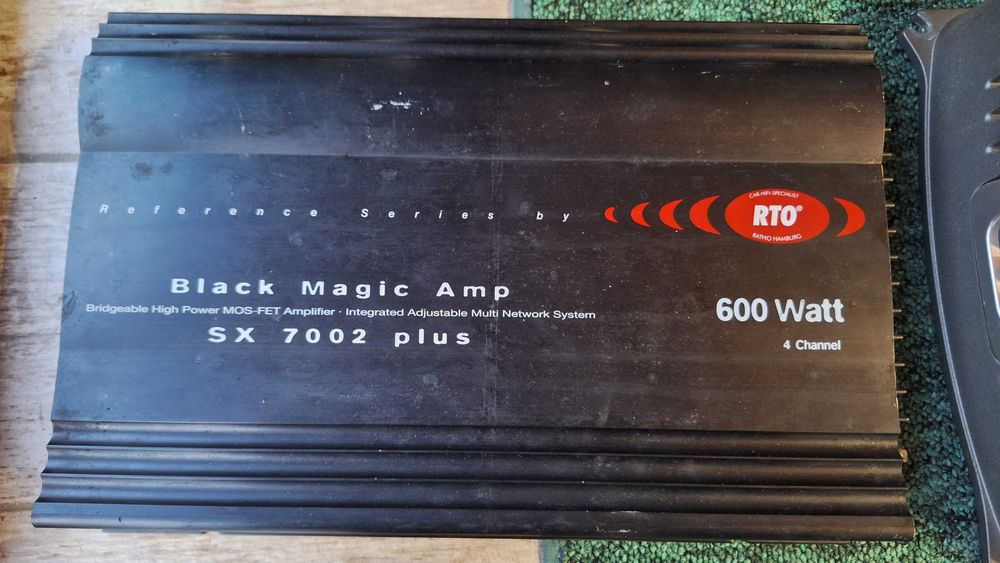 Reference Series by
CAR-HIFI-SPECIALIST
RTO®
RATHO HAMBURG
Black Magic Amp
Bridgeable High Power MOS-FET Amplifier · Integrated Adjustable Multi Network System
SX 7002 plus
600 Watt
4 Channel